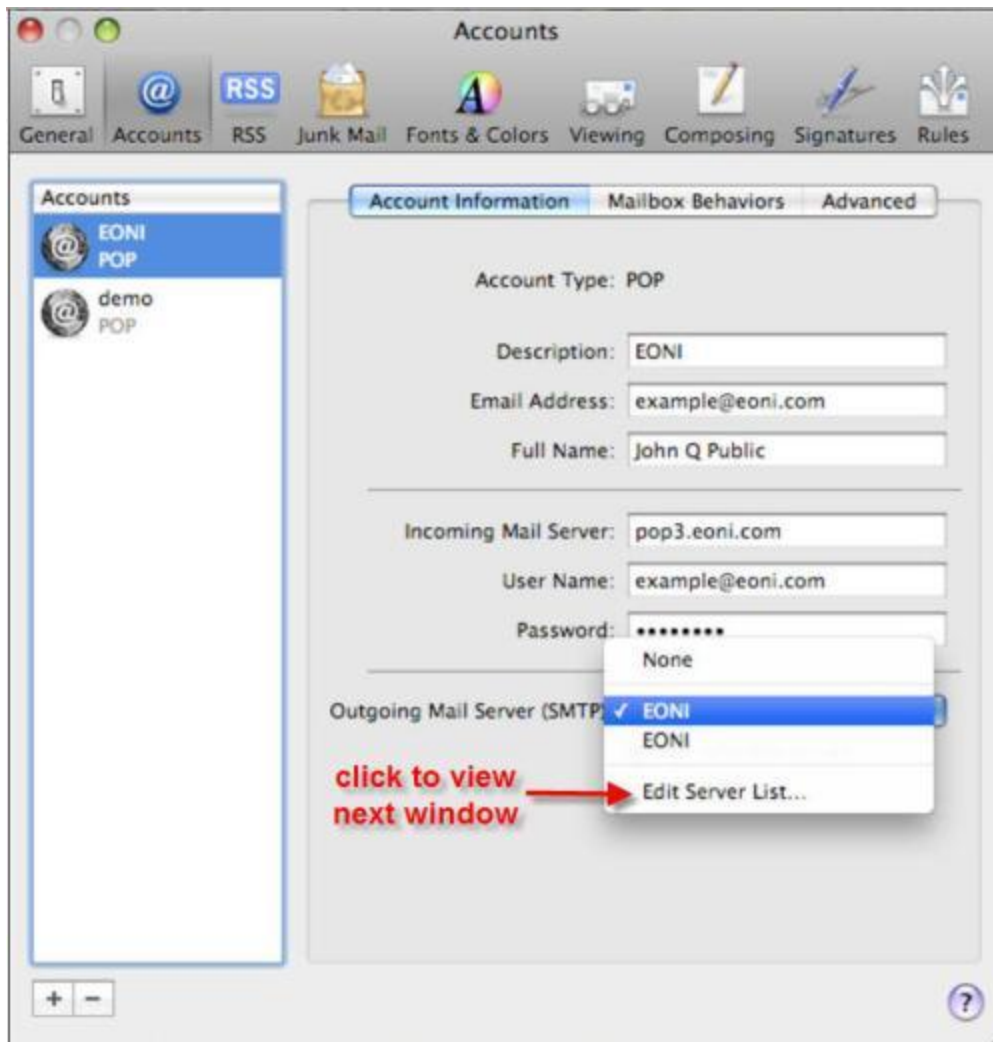 Accounts
General Accounts RSS Junk Mail Fonts & Colors Viewing Composing Signatures Rules
RSS
Accounts
EONI
POP
demo
POP
Account Information Mailbox Behaviors Advanced
Account Type: POP
Description: EONI
Email Address: example@eoni.com
Full Name: John Q Public
Incoming Mail Server: pop3.eoni.com
User Name: example@eoni.com
Password: ••••••••
None
Outgoing Mail Server (SMTP) ✓ EONI
EONI
Edit Server List...
click to view
next window
+ −
?